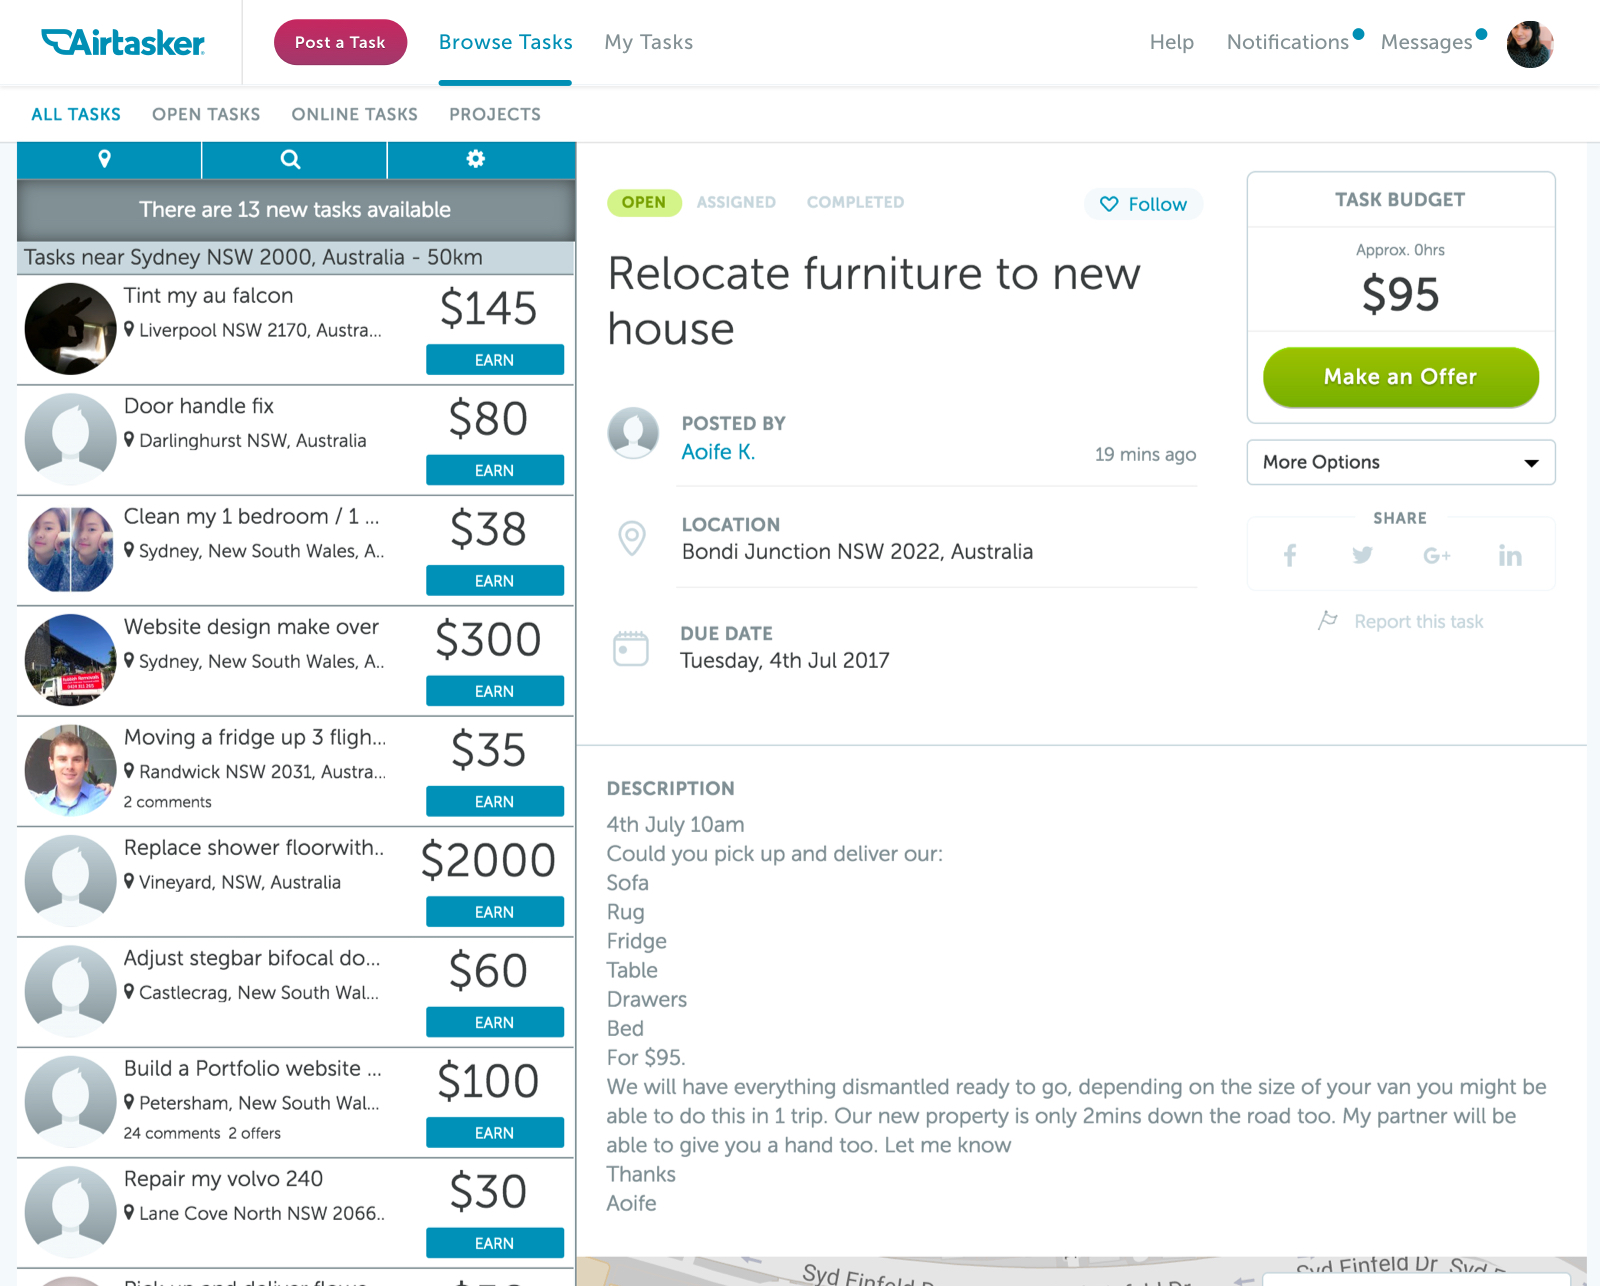 Airtasker
Post a Task
Browse Tasks
My Tasks
Help
Notifications
Messages
ALL TASKS
OPEN TASKS
ONLINE TASKS
PROJECTS
There are 13 new tasks available
Tasks near Sydney NSW 2000, Australia - 50km
Tint my au falcon
Liverpool NSW 2170, Austra...
$145
EARN
Door handle fix
Darlinghurst NSW, Australia
$80
EARN
Clean my 1 bedroom / 1 ...
Sydney, New South Wales, A..
$38
EARN
Website design make over
Sydney, New South Wales, A..
$300
EARN
Moving a fridge up 3 fligh...
Randwick NSW 2031, Austra...
2 comments
$35
EARN
Replace shower floorwith..
Vineyard, NSW, Australia
$2000
EARN
Adjust stegbar bifocal do...
Castlecrag, New South Wal...
$60
EARN
Build a Portfolio website ...
Petersham, New South Wal...
24 comments 2 offers
$100
EARN
Repair my volvo 240
Lane Cove North NSW 2066..
$30
EARN
OPEN
ASSIGNED
COMPLETED
Follow
Relocate furniture to new
house
POSTED BY
Aoife K.
19 mins ago
LOCATION
Bondi Junction NSW 2022, Australia
DUE DATE
Tuesday, 4th Jul 2017
TASK BUDGET
Approx. 0hrs
$95
Make an Offer
More Options
SHARE
Report this task
DESCRIPTION
4th July 10am
Could you pick up and deliver our:
Sofa
Rug
Fridge
Table
Drawers
Bed
For $95.
We will have everything dismantled ready to go, depending on the size of your van you might be
able to do this in 1 trip. Our new property is only 2mins down the road too. My partner will be
able to give you a hand too. Let me know
Thanks
Aoife
Syd Einfeld D
Syd Einfeld Dr